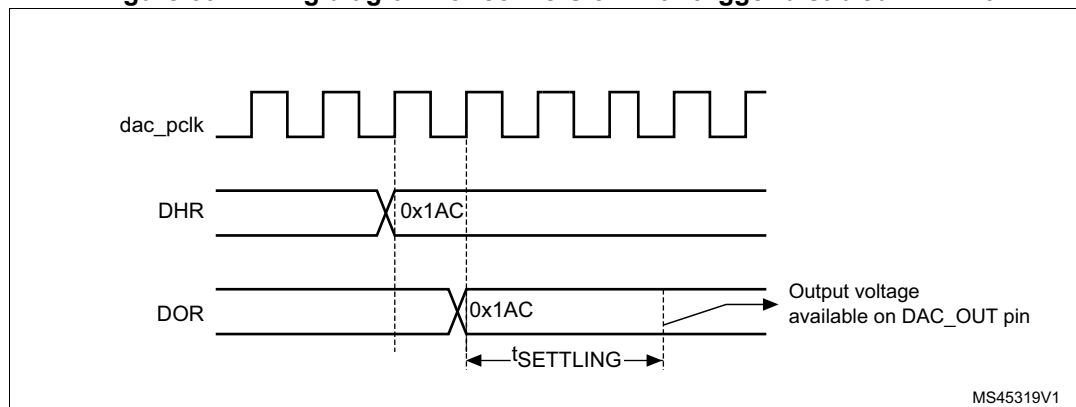 dac_pclk
DHR
0x1AC
DOR
0x1AC
Output voltage
available on DAC_OUT pin
tSETTLING
MS45319V1